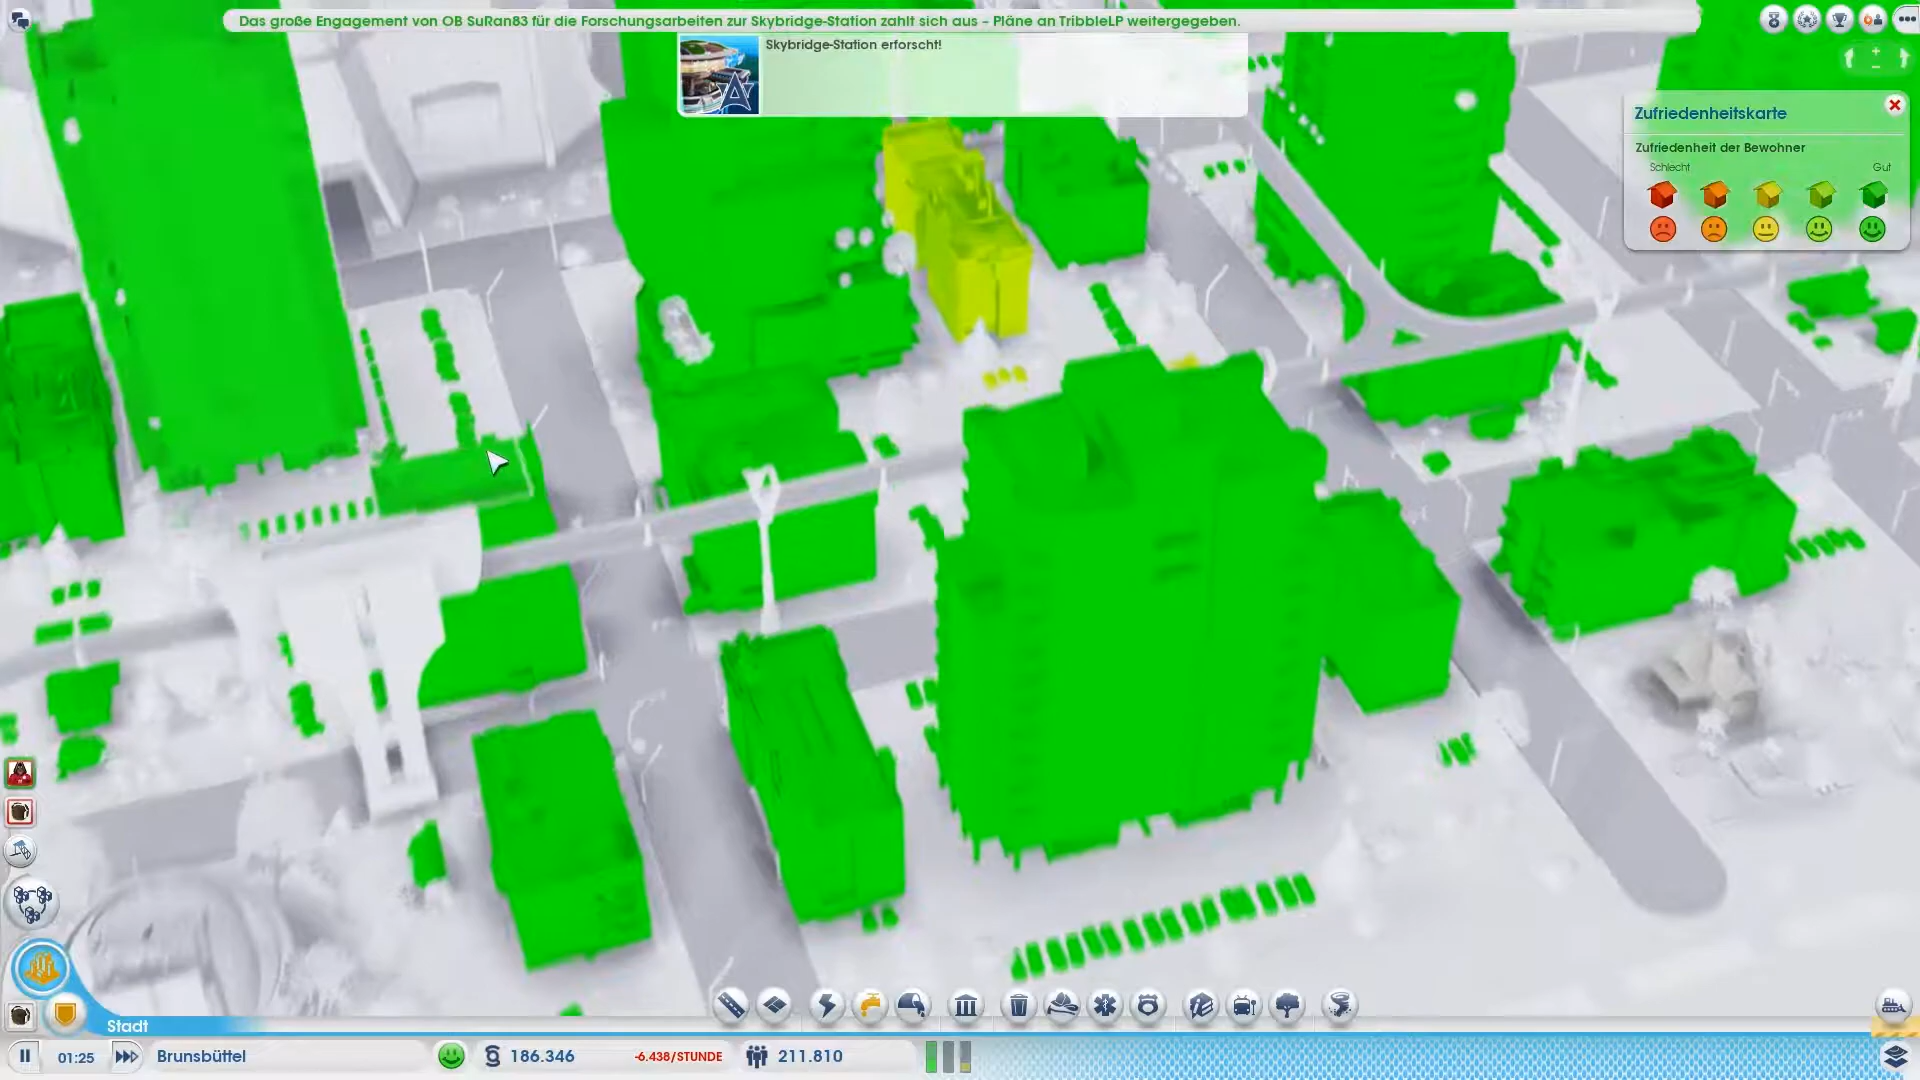 Das große Engagement von OB SuRan83 für die Forschungsarbeiten zur Skybridge-Station zahlt sich aus – Pläne an TribbleLP weitergegeben.
Skybridge-Station erforscht!
Zufriedenheitskarte
Zufriedenheit der Bewohner
Schlecht Gut
Stadt
01:25 Brunsbüttel 186.346 -6.438/STUNDE 211.810